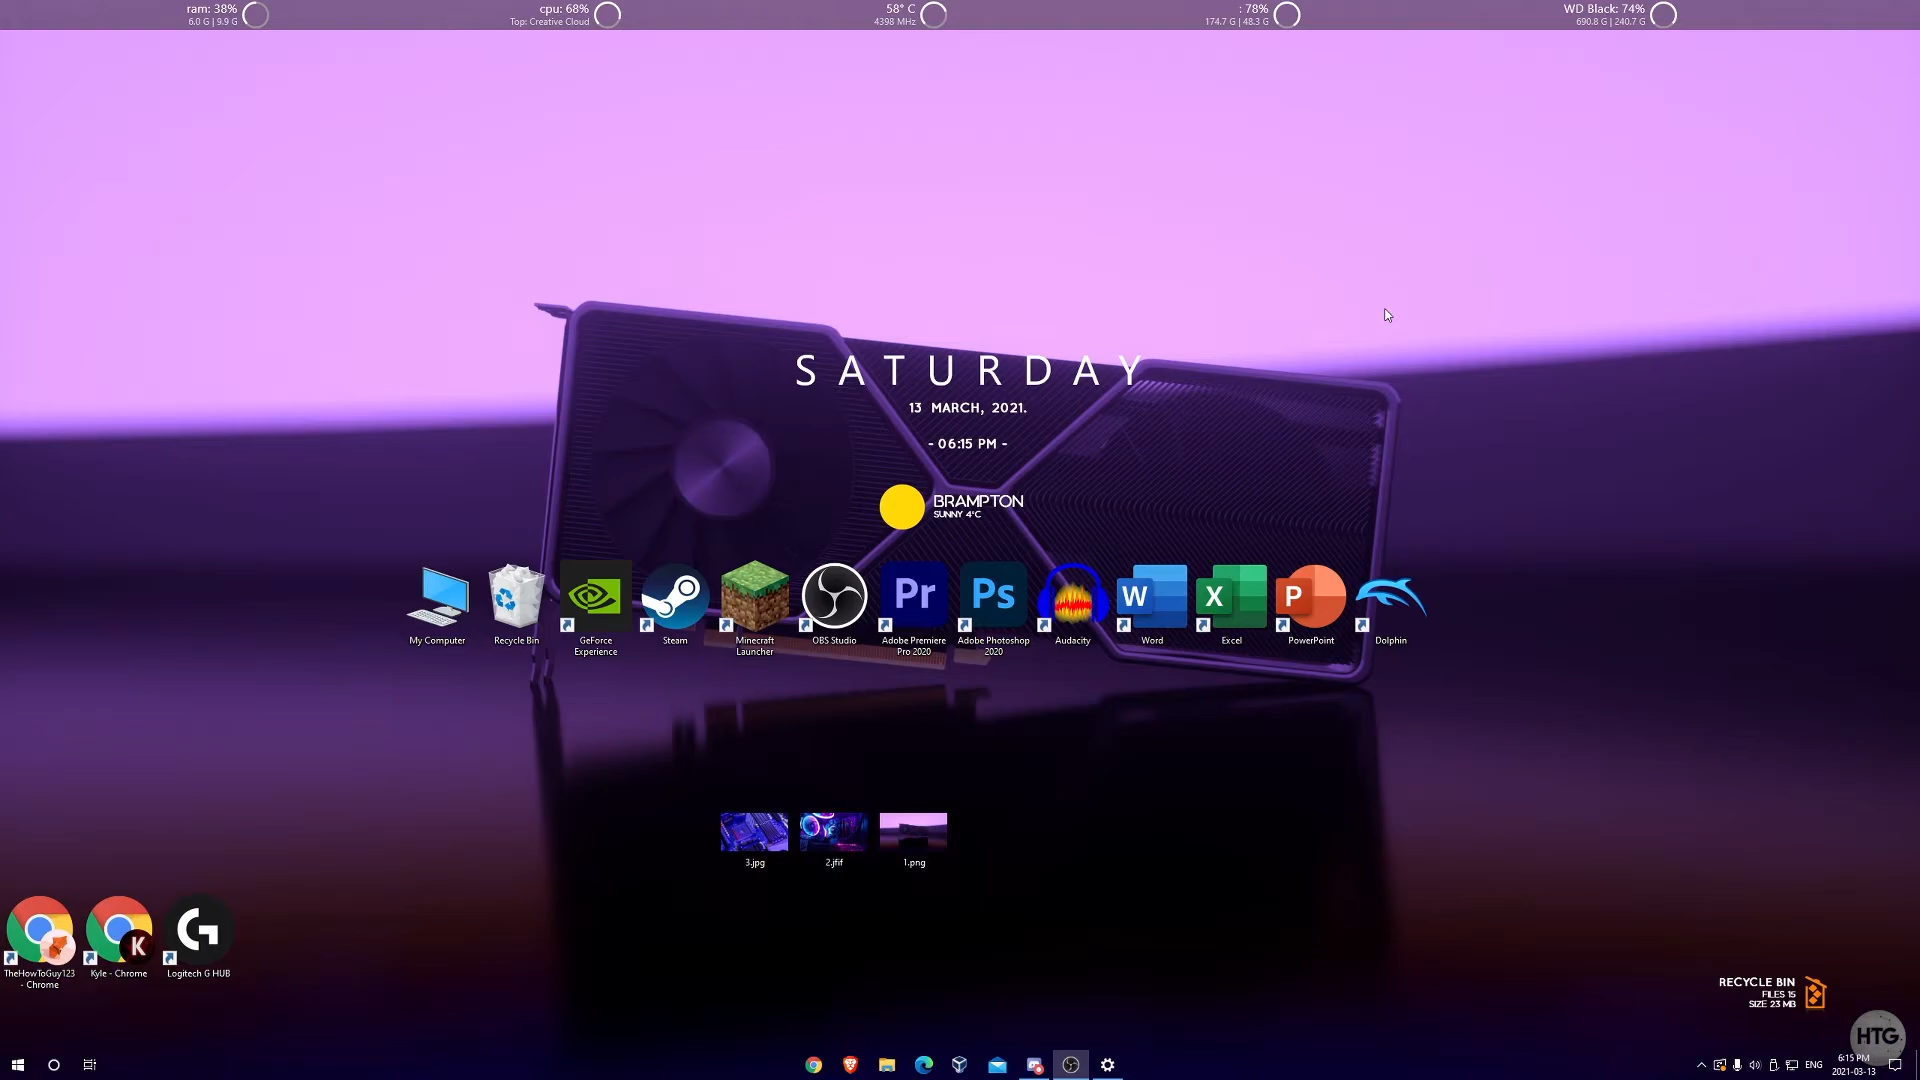 ram: 38%
6.0 G | 9.9 G
cpu: 68%
Top: Creative Cloud
58° C
4398 MHz
: 78%
174.7 G | 48.3 G
WD Black: 74%
690.8 G | 240.7 G
SATURDAY
13 MARCH, 2021.
- 06:15 PM -
BRAMPTON
SUNNY 4°C
My Computer
Recycle Bin
GeForce
Experience
Steam
Minecraft
Launcher
OBS Studio
Pr
Adobe Premiere
Pro 2020
Ps
Adobe Photoshop
2020
Audacity
W
Word
X
Excel
P
PowerPoint
Dolphin
3.jpg
2.jfif
1.png
TheHowToGuy123
- Chrome
K
Kyle - Chrome
G
Logitech G HUB
RECYCLE BIN
FILES 15
SIZE 23 MB
HTG
ENG
6:15 PM
2021-03-13